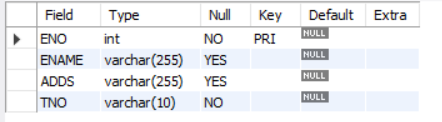 Field Type Null Key Default Extra
ENO int NO PRI NULL
ENAME varchar(255) YES NULL
ADDS varchar(255) YES NULL
TNO varchar(10) NO NULL